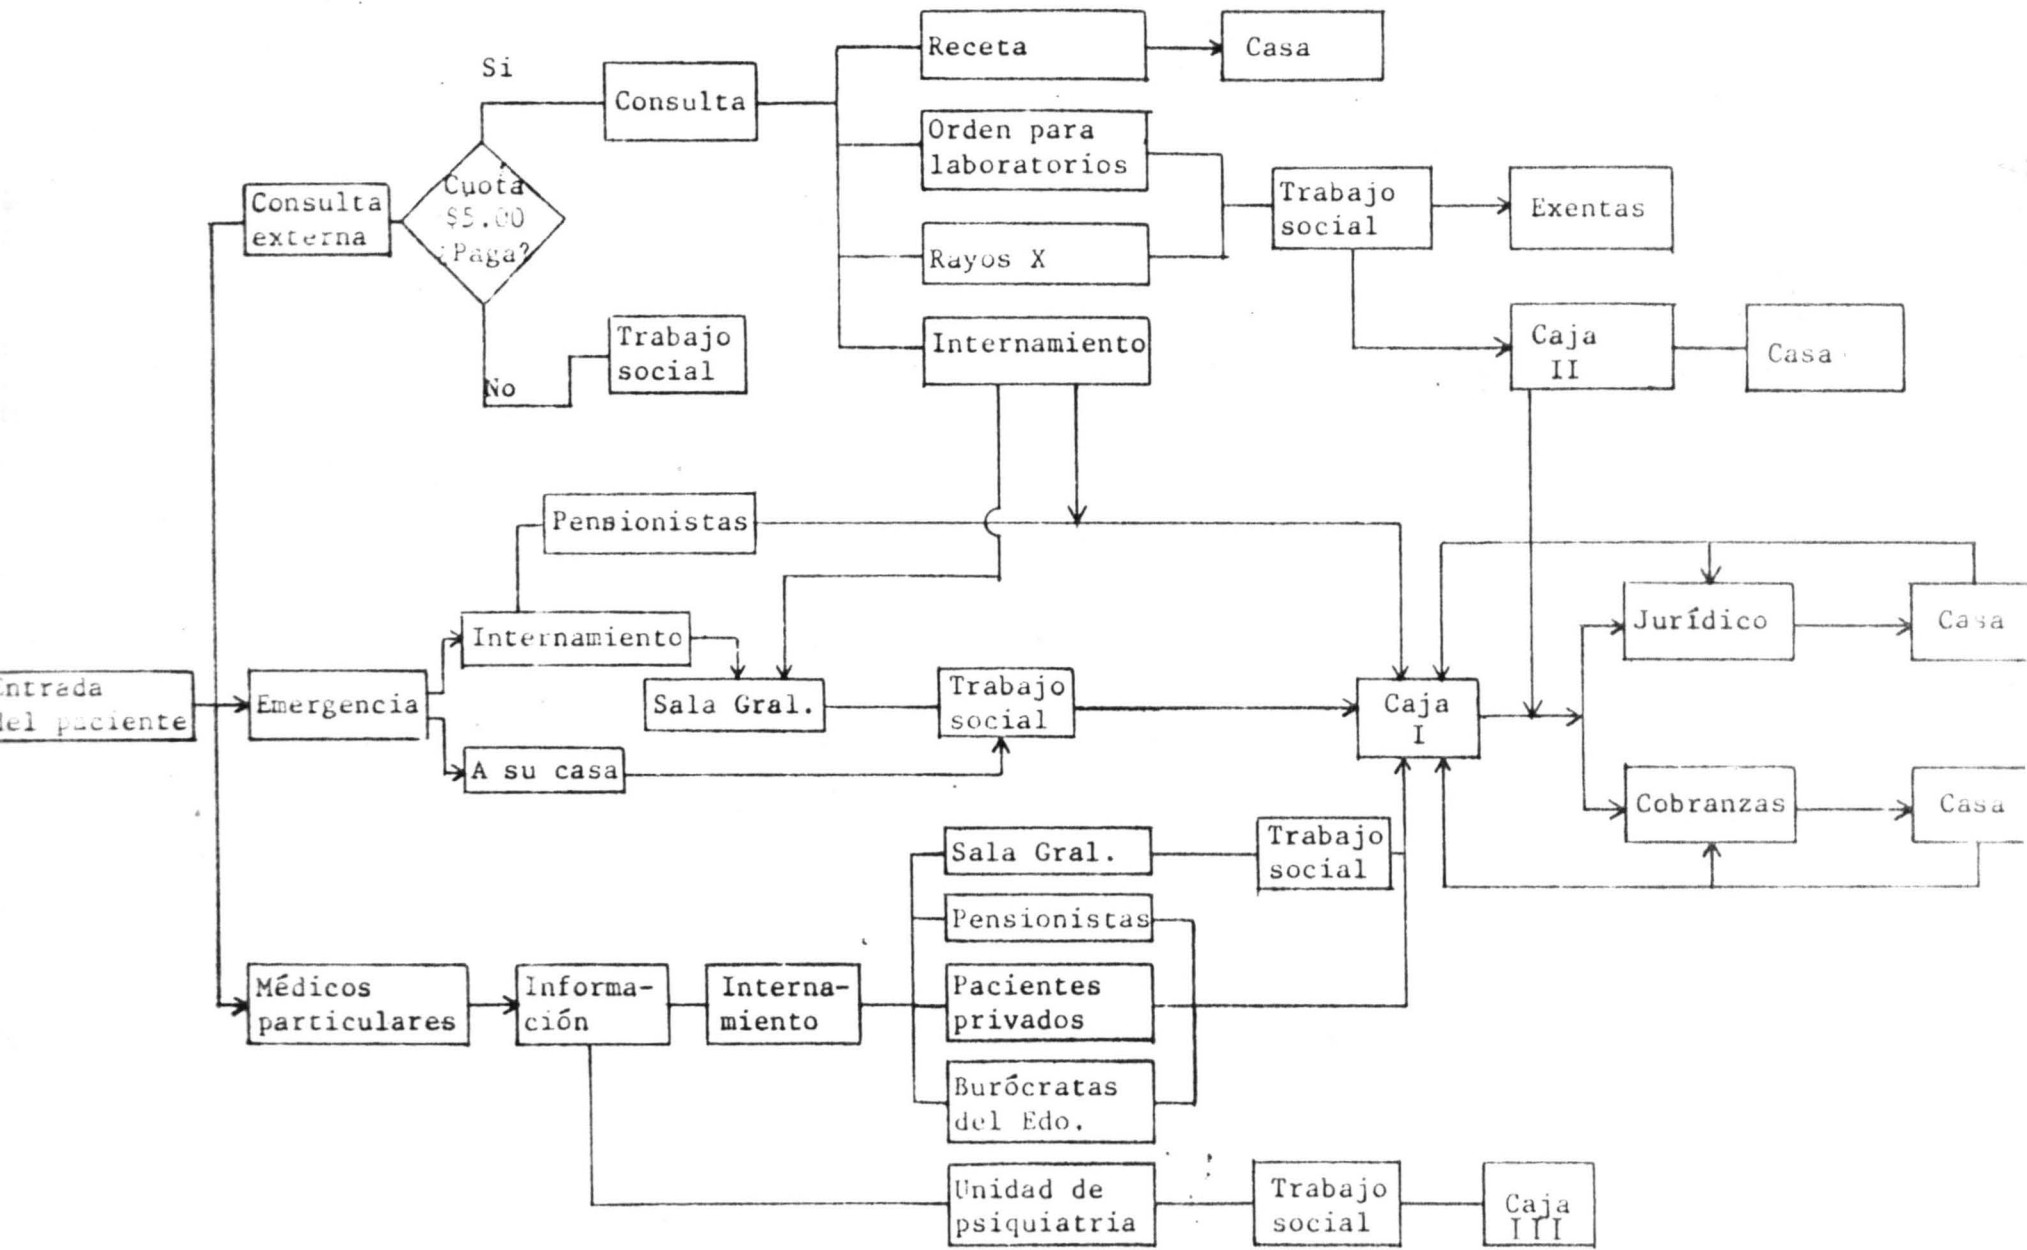 Si
Receta
Casa
Consulta
Orden para
laboratorios
Consulta
externa
Cuota
$5.00
¿Paga?
Trabajo
social
Exentas
Rayos X
No
Trabajo
social
Internamiento
Caja
II
Casa
Pensionistas
Internamiento
Jurídico
Casa
Entrada
del paciente
Emergencia
Sala Gral.
Trabajo
social
Caja
I
A su casa
Cobranzas
Casa
Sala Gral.
Trabajo
social
Pensionistas
Médicos
particulares
Informa-
ción
Interna-
miento
Pacientes
privados
Burócratas
del Edo.
Unidad de
psiquiatria
Trabajo
social
Caja
III